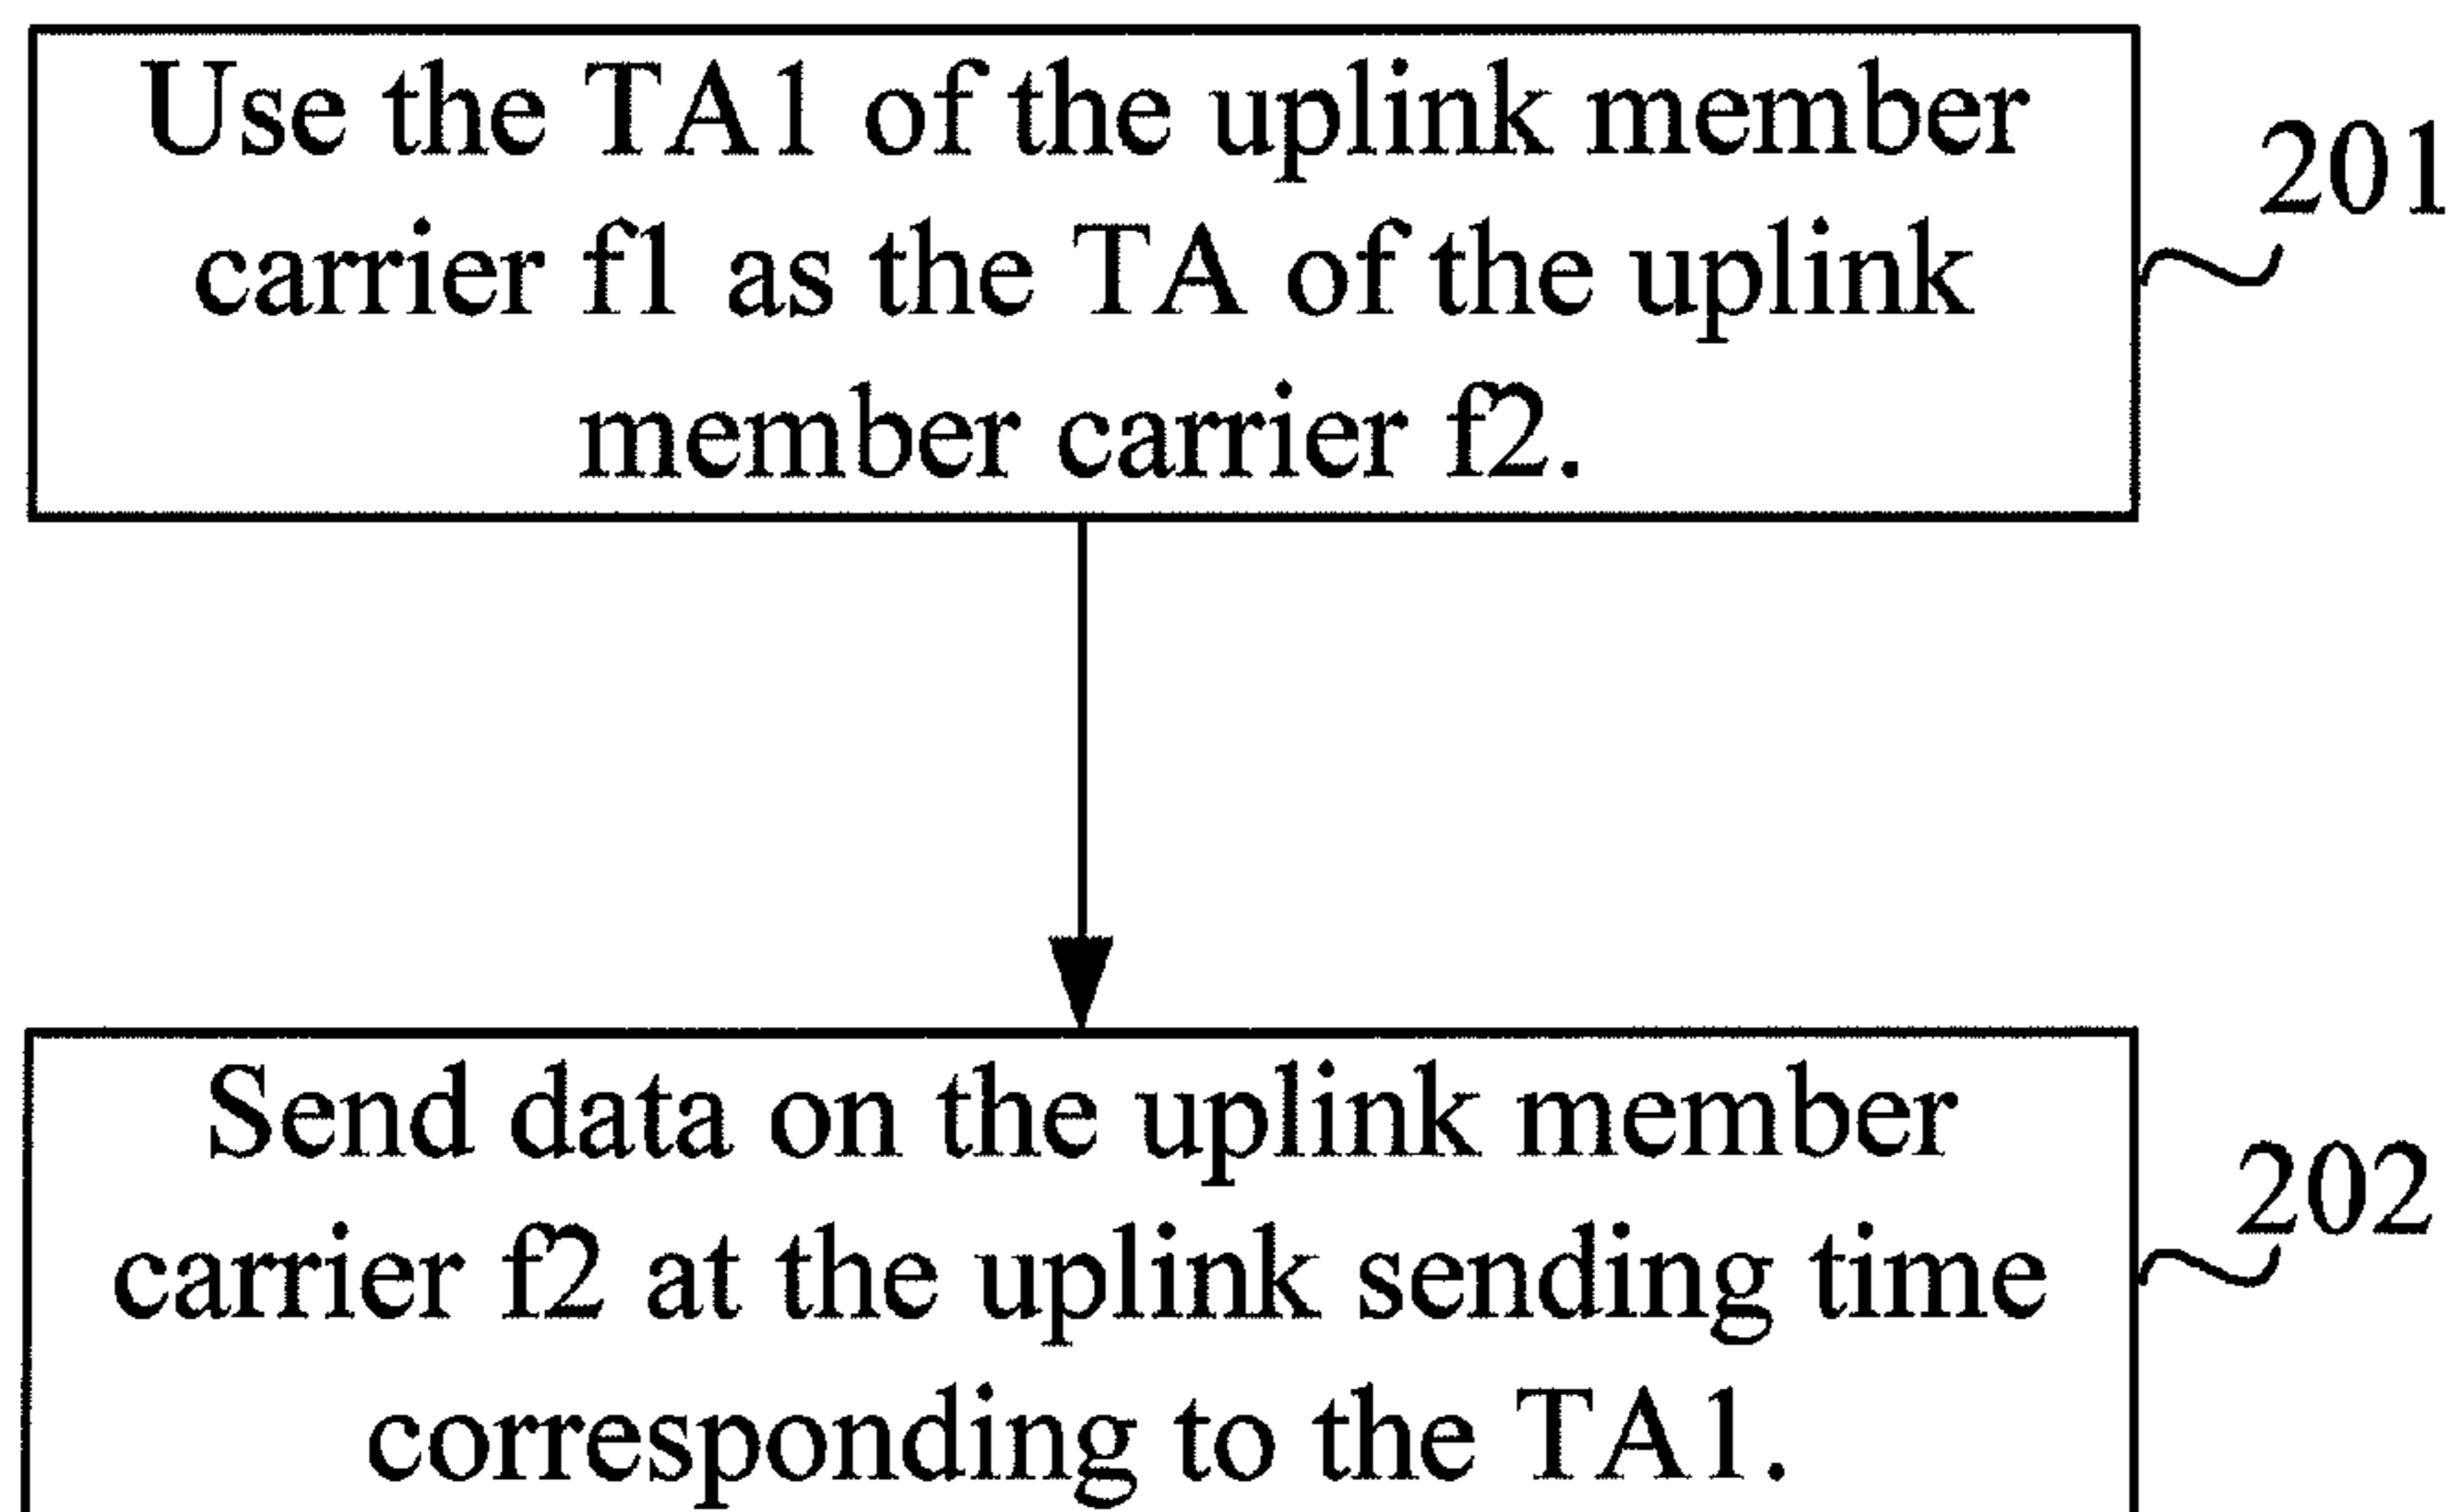 Use the TA1 of the uplink member
carrier f1 as the TA of the uplink
member carrier f2.
201
Send data on the uplink member
carrier f2 at the uplink sending time
corresponding to the TA1.
202